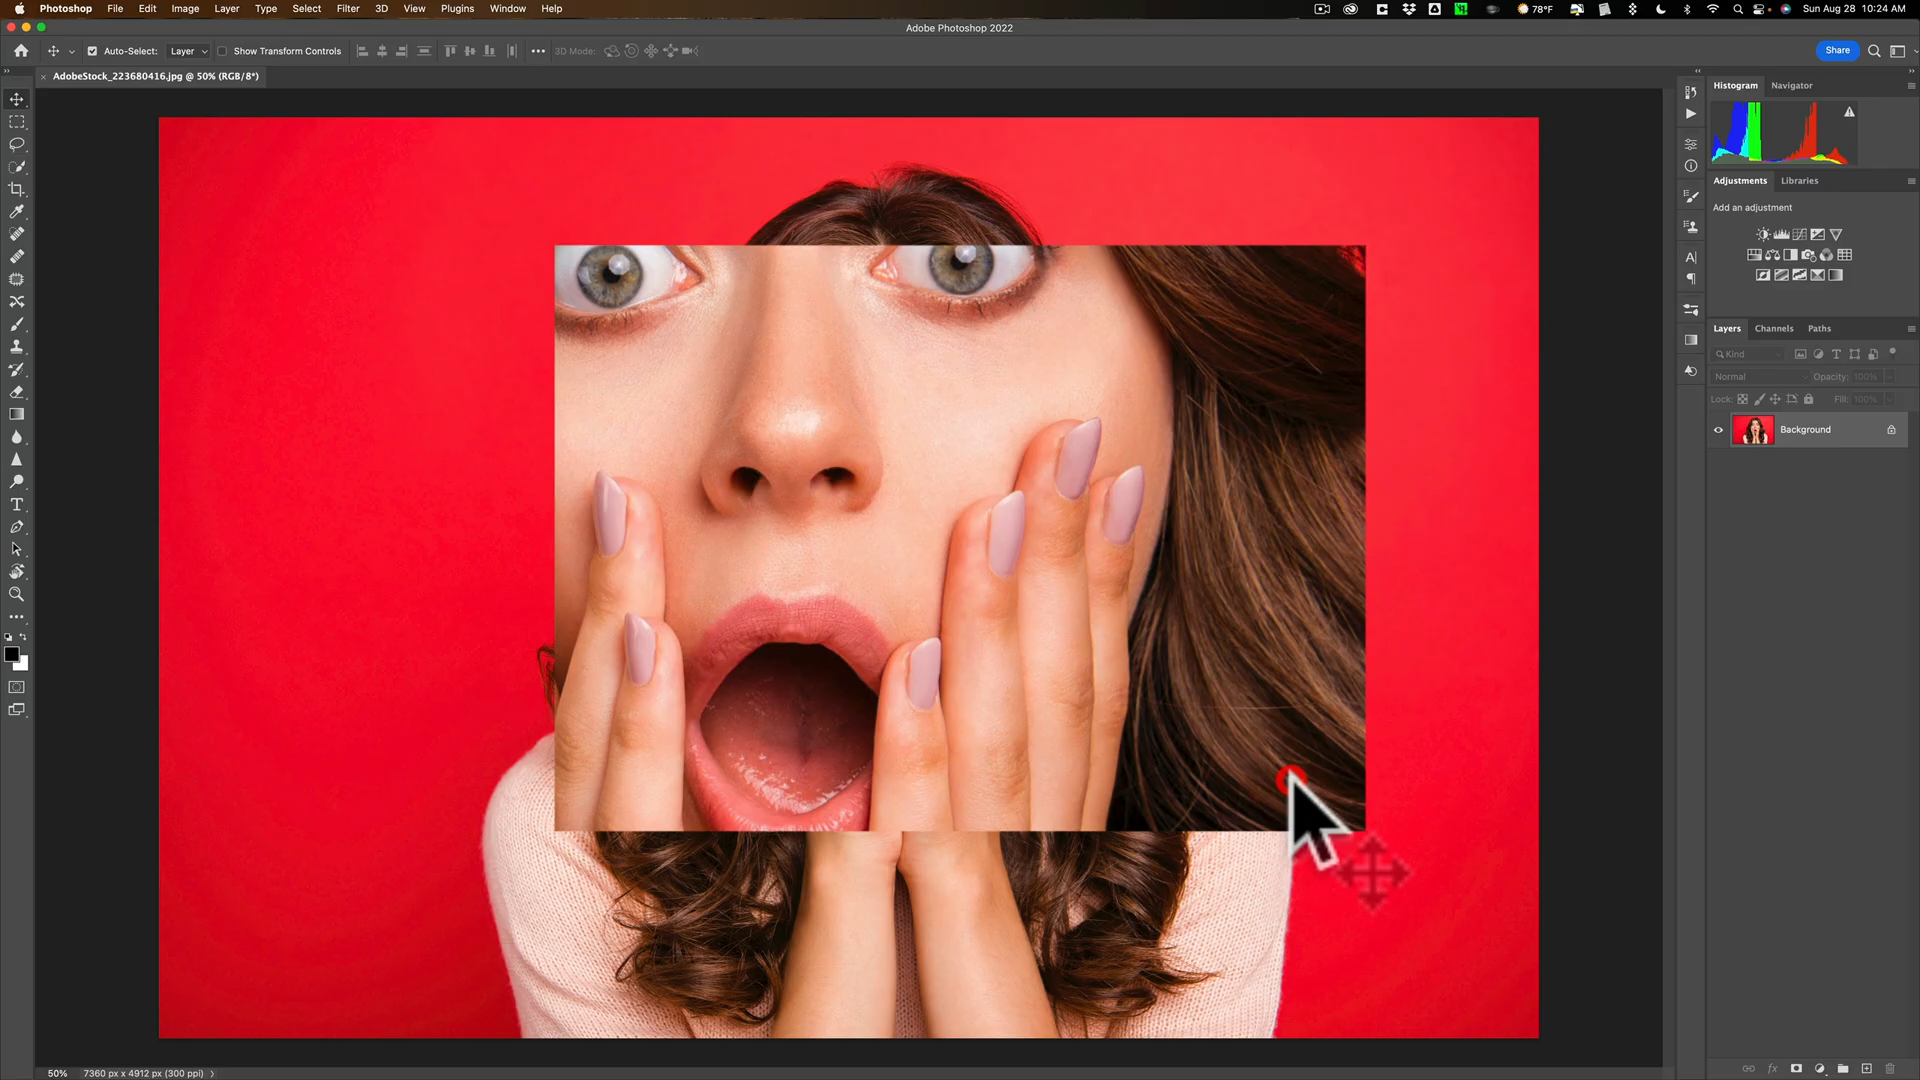 Photoshop File Edit Image Layer Type Select Filter 3D View Plugins Window Help 78°F Sun Aug 28 10:24 AM
Adobe Photoshop 2022
Auto-Select: Layer Show Transform Controls 3D Mode: Share
AdobeStock_223680416.jpg @ 50% (RGB/8*)
Histogram Navigator
Adjustments Libraries
Add an adjustment
Layers Channels Paths
Kind
Normal Opacity: 100%
Lock: Fill: 100%
Background
50% 7360 px x 4912 px (300 ppi)